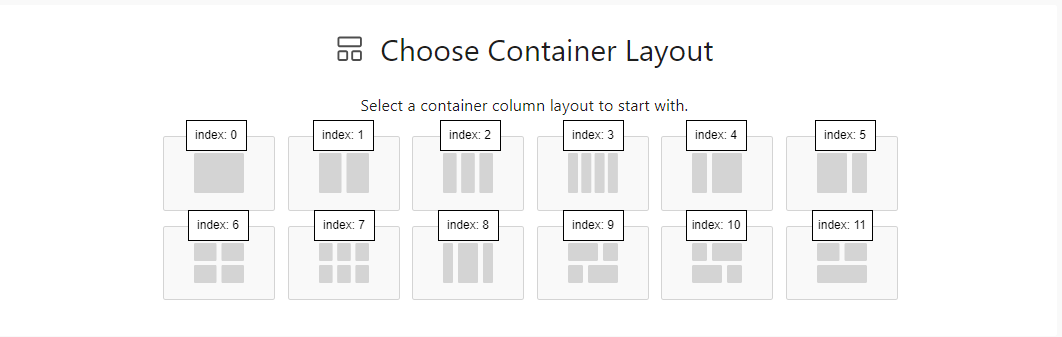 Choose Container Layout
Select a container column layout to start with.
index: 0 index: 1 index: 2 index: 3 index: 4 index: 5
index: 6 index: 7 index: 8 index: 9 index: 10 index: 11